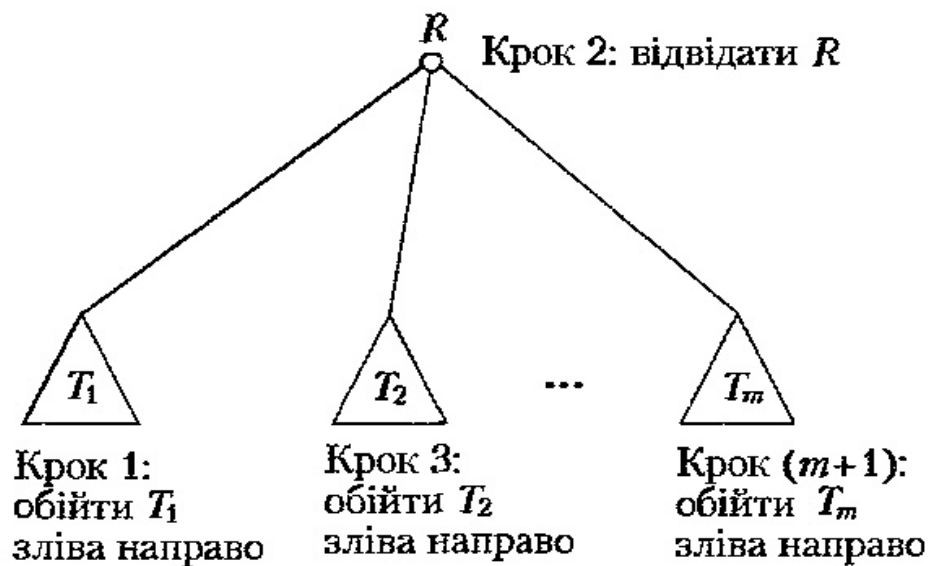 R
Крок 2: відвідати R
T₁
T₂
...
Tₘ
Крок 1:
обійти T₁
зліва направо
Крок 3:
обійти T₂
зліва направо
Крок (m+1):
обійти Tₘ
зліва направо